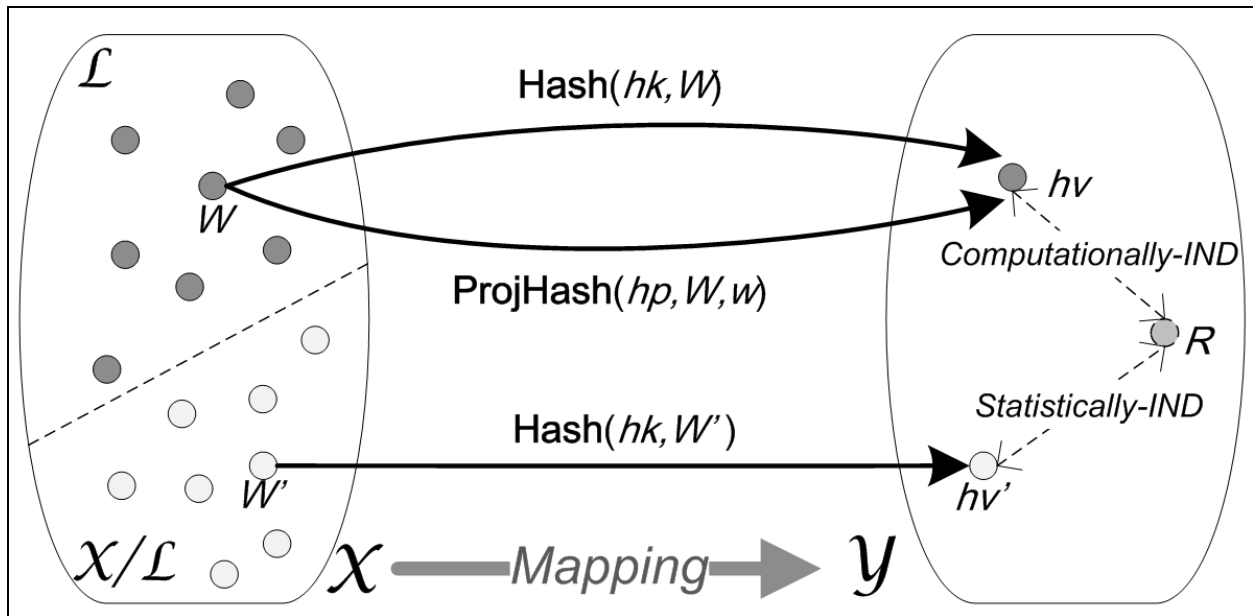 ℒ
Hash(hk,W)
W
hv
Computationally-IND
ProjHash(hp,W,w)
R
Statistically-IND
Hash(hk,W’)
W’
hv’
𝒳/ℒ
𝒳
Mapping
𝒴